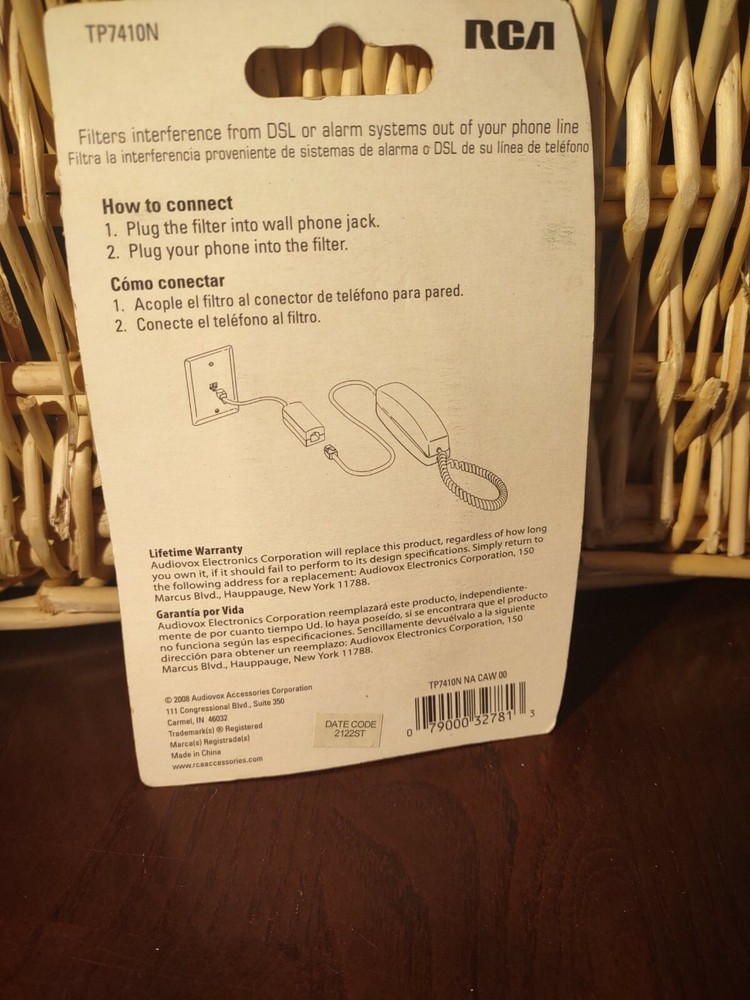 TP7410N
RCA
Filters interference from DSL or alarm systems out of your phone line
Filtra la interferencia proveniente de sistemas de alarma o DSL de su línea de teléfono
How to connect
1. Plug the filter into wall phone jack.
2. Plug your phone into the filter.
Cómo conectar
1. Acople el filtro al conector de teléfono para pared.
2. Conecte el teléfono al filtro.
Lifetime Warranty
Audiovox Electronics Corporation will replace this product, regardless of how long
you own it, if it should fail to perform to its design specifications. Simply return to
the following address for a replacement: Audiovox Electronics Corporation, 150
Marcus Blvd., Hauppauge, New York 11788.
Garantía por Vida
Audiovox Electronics Corporation reemplazará este producto, independiente-
mente de por cuanto tiempo Ud. lo haya poseído, si se encontrara que el producto
no funciona según las especificaciones. Sencillamente devuélvalo a la siguiente
dirección para obtener un reemplazo: Audiovox Electronics Corporation, 150
Marcus Blvd., Hauppauge, New York 11788.
© 2008 Audiovox Accessories Corporation
111 Congressional Blvd., Suite 350
Carmel, IN 46032
Trademark(s) ® Registered
Marca(s) Registrada(s)
Made in China
www.rcaaccessories.com
DATE CODE
2122ST
TP7410N NA CAW 00
0 79000 32781 3